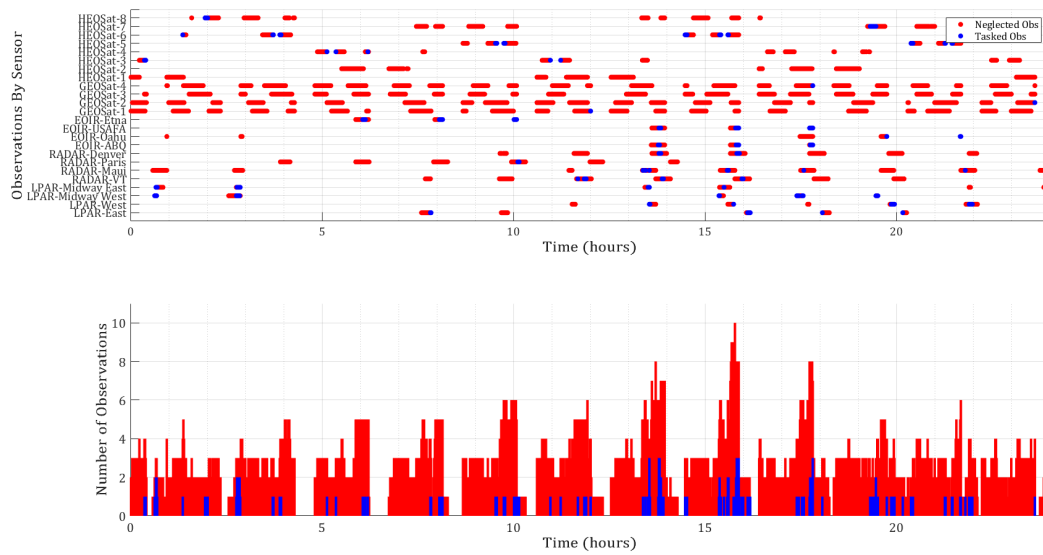 HEOSat-8
HEOSat-7
HEOSat-6
HEOSat-5
HEOSat-4
HEOSat-3
HEOSat-2
HEOSat-1
GEOSat-4
GEOSat-3
GEOSat-2
GEOSat-1
EOIR-Etna
EOIR-USAFA
EOIR-Oahu
EOIR-ABQ
RADAR-Denver
RADAR-Paris
RADAR-Maui
RADAR-VT
LPAR-Midway East
LPAR-Midway West
LPAR-West
LPAR-East
Observations By Sensor
Neglected Obs
Tasked Obs
0 5 10 15 20
Time (hours)
10
8
6
4
2
0
Number of Observations
0 5 10 15 20
Time (hours)